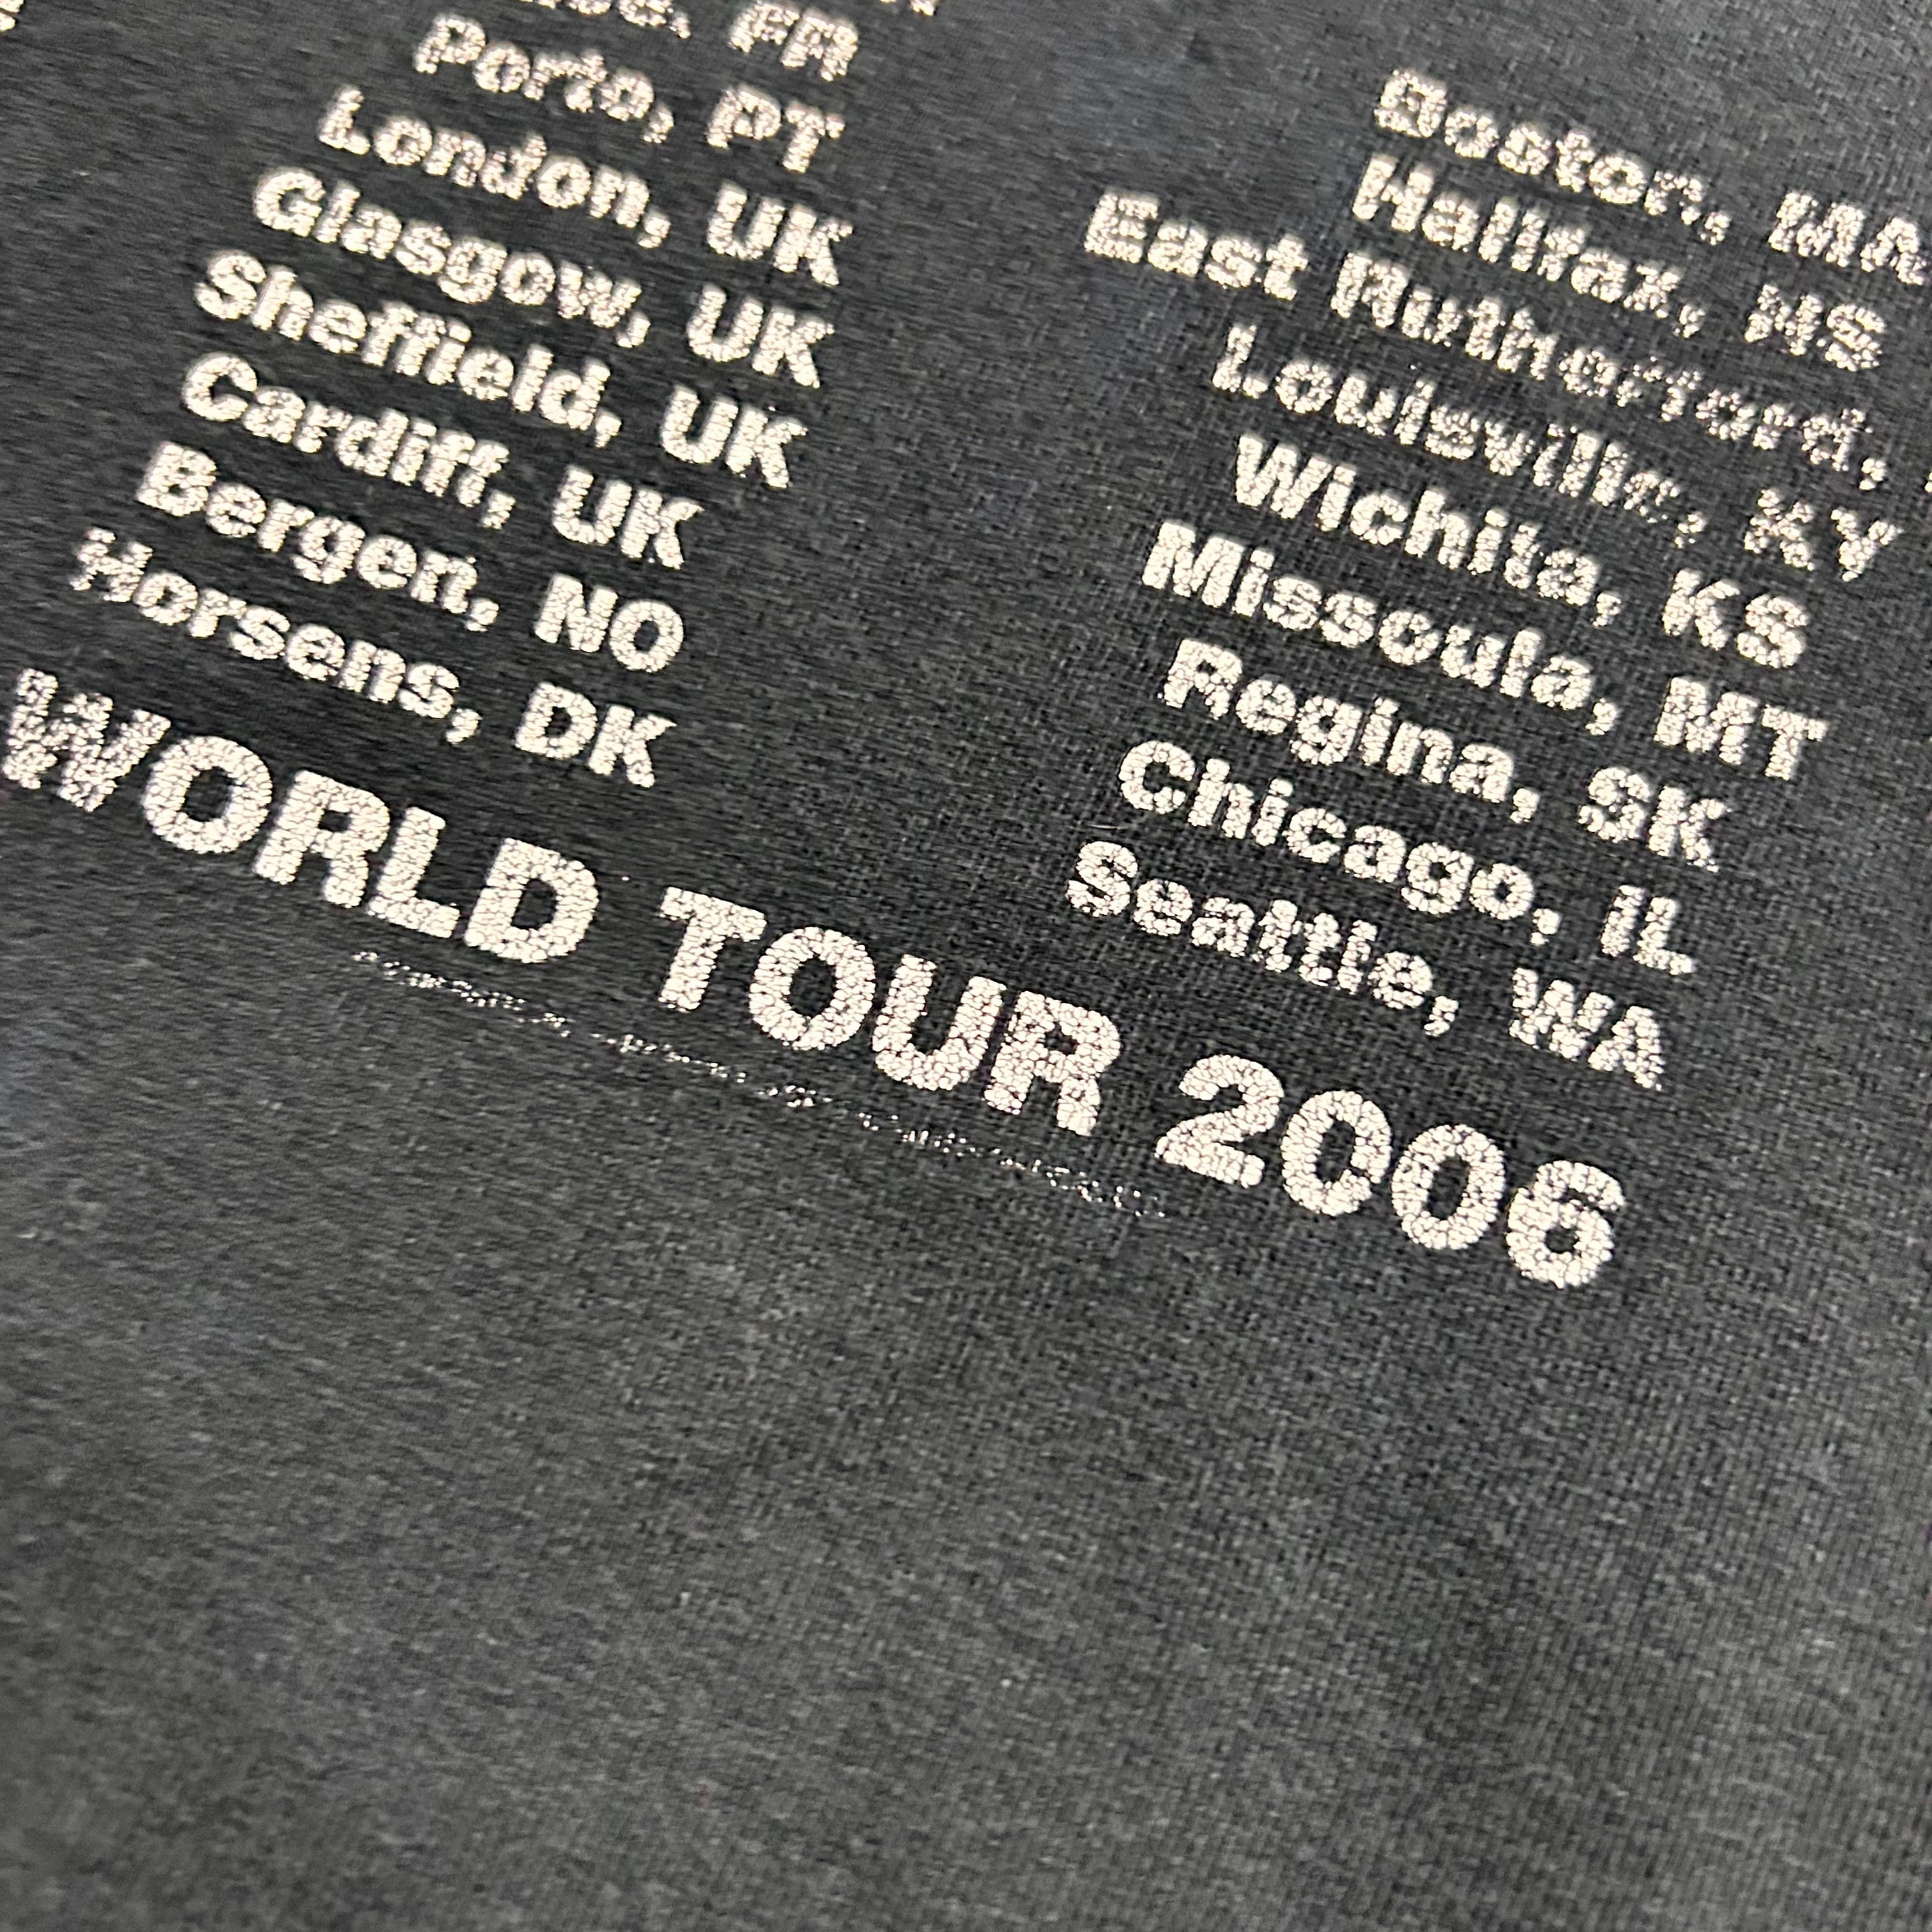 FR
Porto, PT
London, UK
Glasgow, UK
Sheffield, UK
Cardiff, UK
Bergen, NO
Horsens, DK
Boston, MA
Halifax, NS
East Rutherford,
Louisville, KY
Wichita, KS
Missoula, MT
Regina, SK
Chicago, IL
Seattle, WA
WORLD TOUR 2006